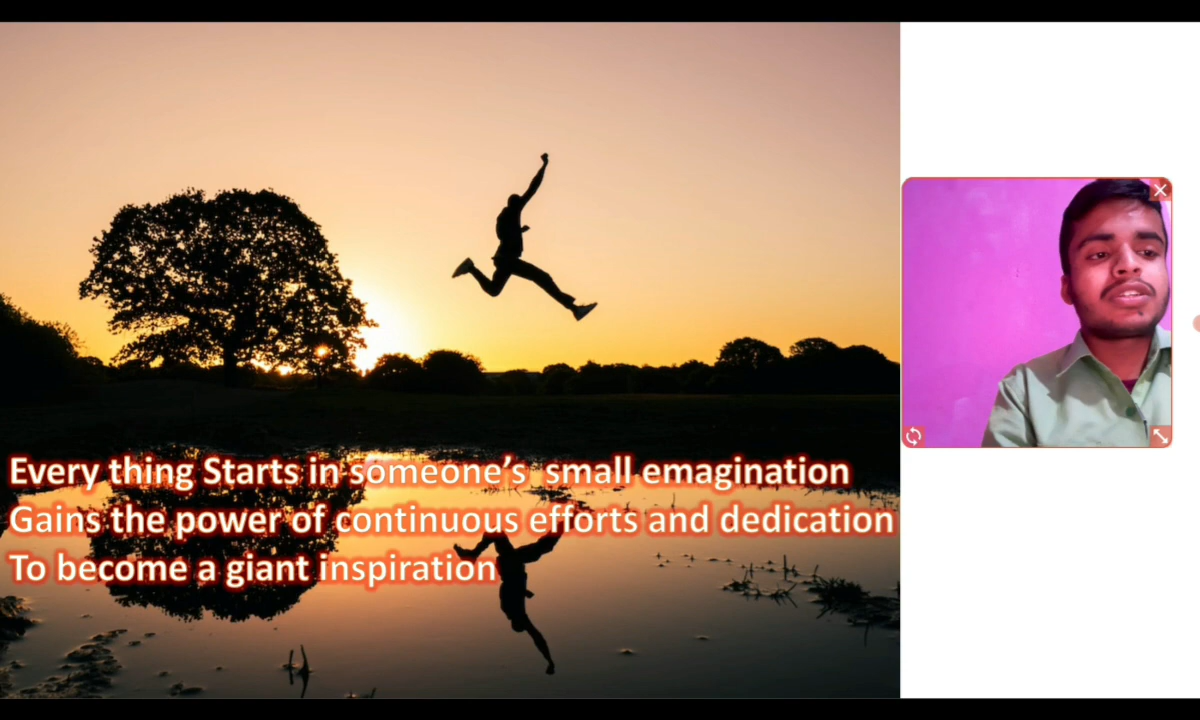 Every thing Starts in someone's small emagination
Gains the power of continuous efforts and dedication
To become a giant inspiration